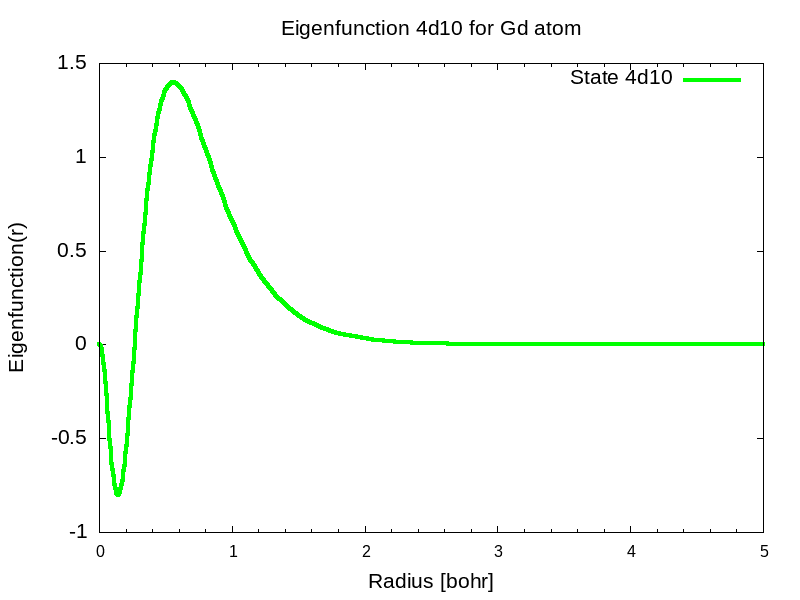 Eigenfunction 4d10 for Gd atom
State 4d10
1.5
1
0.5
0
-0.5
-1
Eigenfunction(r)
0 1 2 3 4 5
Radius [bohr]